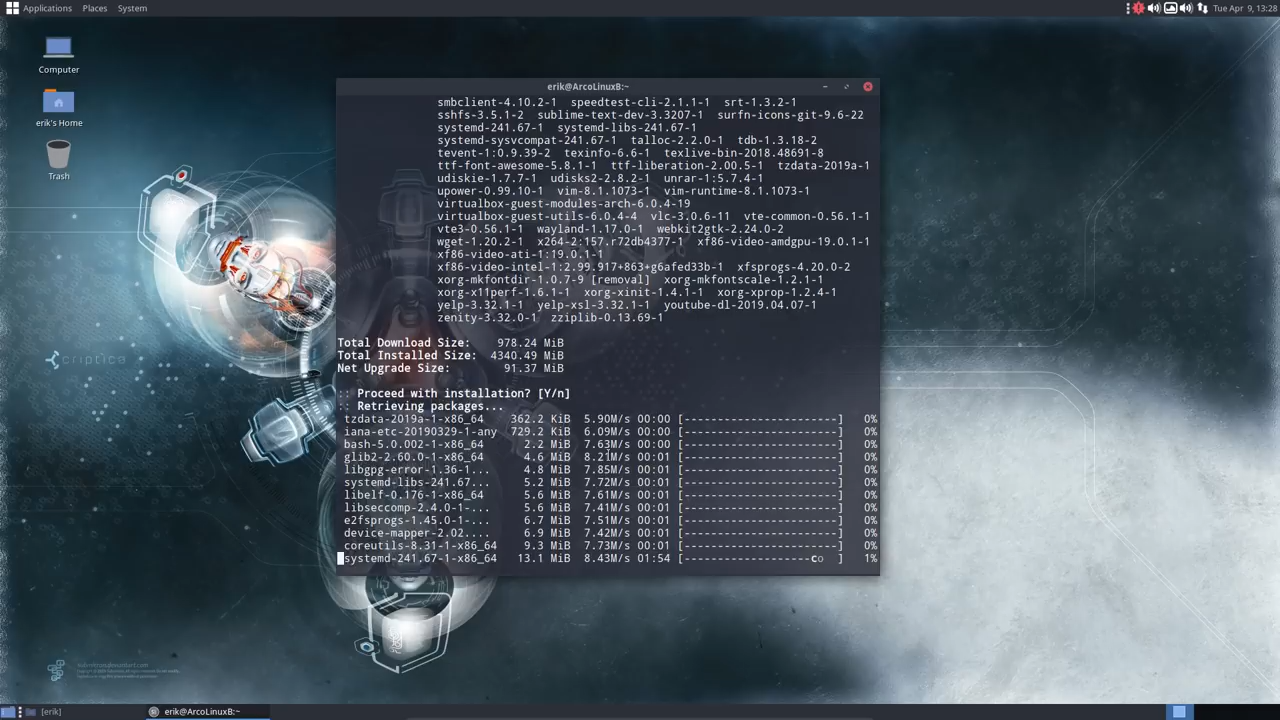 Applications Places System
Tue Apr 9, 13:28
Computer
erik's Home
Trash
erik@ArcoLinuxB:~
smbclient-4.10.2-1 speedtest-cli-2.1.1-1 srt-1.3.2-1
sshfs-3.5.1-2 sublime-text-dev-3.3207-1 surfn-icons-git-9.6-22
systemd-241.67-1 systemd-libs-241.67-1
systemd-sysvcompat-241.67-1 talloc-2.2.0-1 tdb-1.3.18-2
tevent-1:0.9.39-2 texinfo-6.6-1 texlive-bin-2018.48691-8
ttf-font-awesome-5.8.1-1 ttf-liberation-2.00.5-1 tzdata-2019a-1
udiskie-1.7.7-1 udisks2-2.8.2-1 unrar-1:5.7.4-1
upower-0.99.10-1 vim-8.1.1073-1 vim-runtime-8.1.1073-1
virtualbox-guest-modules-arch-6.0.4-19
virtualbox-guest-utils-6.0.4-4 vlc-3.0.6-11 vte-common-0.56.1-1
vte3-0.56.1-1 wayland-1.17.0-1 webkit2gtk-2.24.0-2
wget-1.20.2-1 x264-2:157.r72db4377-1 xf86-video-amdgpu-19.0.1-1
xf86-video-ati-1:19.0.1-1
xf86-video-intel-1:2.99.917+863+g6afed33b-1 xfsprogs-4.20.0-2
xorg-mkfontdir-1.0.7-9 [removal] xorg-mkfontscale-1.2.1-1
xorg-x11perf-1.6.1-1 xorg-xinit-1.4.1-1 xorg-xprop-1.2.4-1
yelp-3.32.1-1 yelp-xsl-3.32.1-1 youtube-dl-2019.04.07-1
zenity-3.32.0-1 zziplib-0.13.69-1
Total Download Size: 978.24 MiB
Total Installed Size: 4340.49 MiB
Net Upgrade Size: 91.37 MiB
:: Proceed with installation? [Y/n]
:: Retrieving packages...
tzdata-2019a-1-x86_64 362.2 KiB 5.90M/s 00:00 [----------------------] 0%
iana-etc-20190329-1-any 729.2 KiB 6.09M/s 00:00 [----------------------] 0%
bash-5.0.002-1-x86_64 2.2 MiB 7.63M/s 00:00 [----------------------] 0%
glib2-2.60.0-1-x86_64 4.6 MiB 8.21M/s 00:01 [----------------------] 0%
libgpg-error-1.36-1... 4.8 MiB 7.85M/s 00:01 [----------------------] 0%
systemd-libs-241.67... 5.2 MiB 7.72M/s 00:01 [----------------------] 0%
libelf-0.176-1-x86_64 5.6 MiB 7.61M/s 00:01 [----------------------] 0%
libseccomp-2.4.0-1-... 5.6 MiB 7.41M/s 00:01 [----------------------] 0%
e2fsprogs-1.45.0-1-... 6.7 MiB 7.51M/s 00:01 [----------------------] 0%
device-mapper-2.02.... 6.9 MiB 7.42M/s 00:01 [----------------------] 0%
coreutils-8.31-1-x86_64 9.3 MiB 7.73M/s 00:01 [----------------------] 0%
systemd-241.67-1-x86_64 13.1 MiB 8.43M/s 01:54 [-------------------co ] 1%
criptica
[erik]
erik@ArcoLinuxB:~